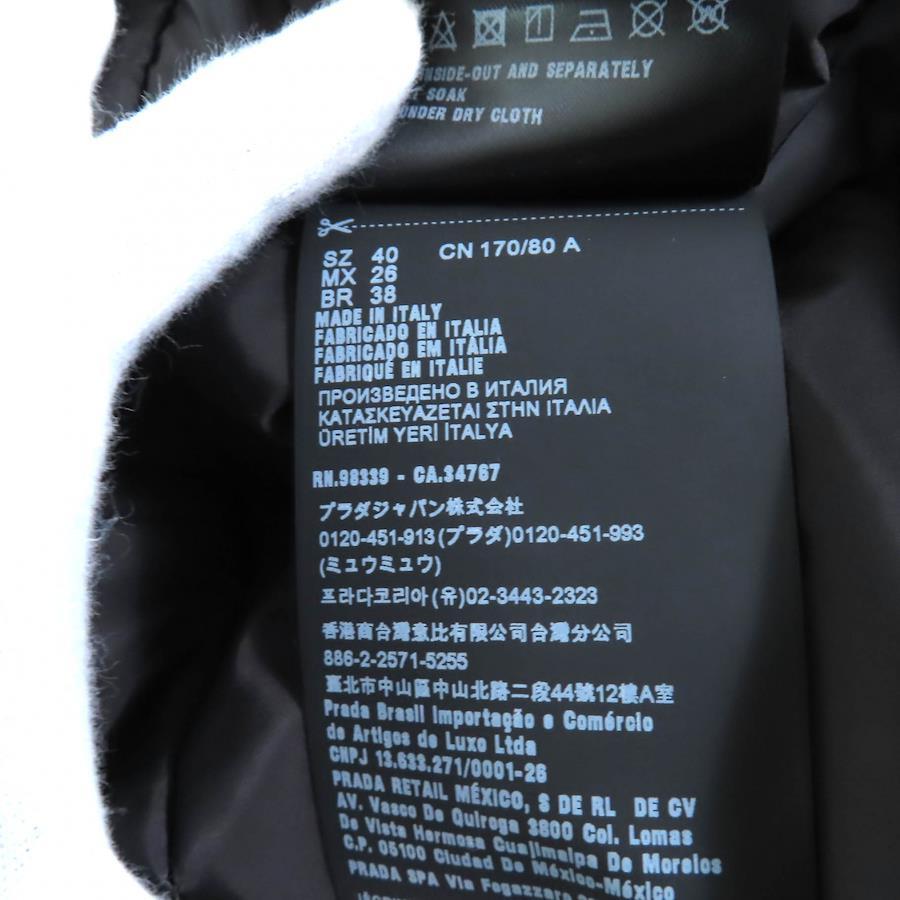 INSIDE-OUT AND SEPARATELY
SOAK
DRY CLOTH
SZ 40 CN 170/80 A
MX 26
BR 38
MADE IN ITALY
FABRICADO EN ITALIA
FABRICADO EM ITÁLIA
FABRIQUÉ EN ITALIE
ПРОИЗВЕДЕНО В ИТАЛИЯ
ΚΑΤΑΣΚΕΥΑΖΕΤΑΙ ΣΤΗΝ ΙΤΑΛΙΑ
ÜRETİM YERİ İTALYA
RN.98339 - CA.34767
プラダジャパン株式会社
0120-451-913(プラダ)0120-451-993
(ミュウミュウ)
프라다코리아(유)02-3443-2323
香港商台灣意比有限公司台灣分公司
886-2-2571-5255
臺北市中山區中山北路二段44號12樓A室
Prada Brasil Importação e Comércio
de Artigos de Luxo Ltda
CNPJ 13.633.271/0001-26
PRADA RETAIL MÉXICO, S DE RL DE CV
AV. Vasco De Quiroga 3800 Col. Lomas
De Vista Hermosa Cuajimalpa De Morelos
C.P. 05100 Ciudad De México-México
PRADA SPA Via Fogazzaro